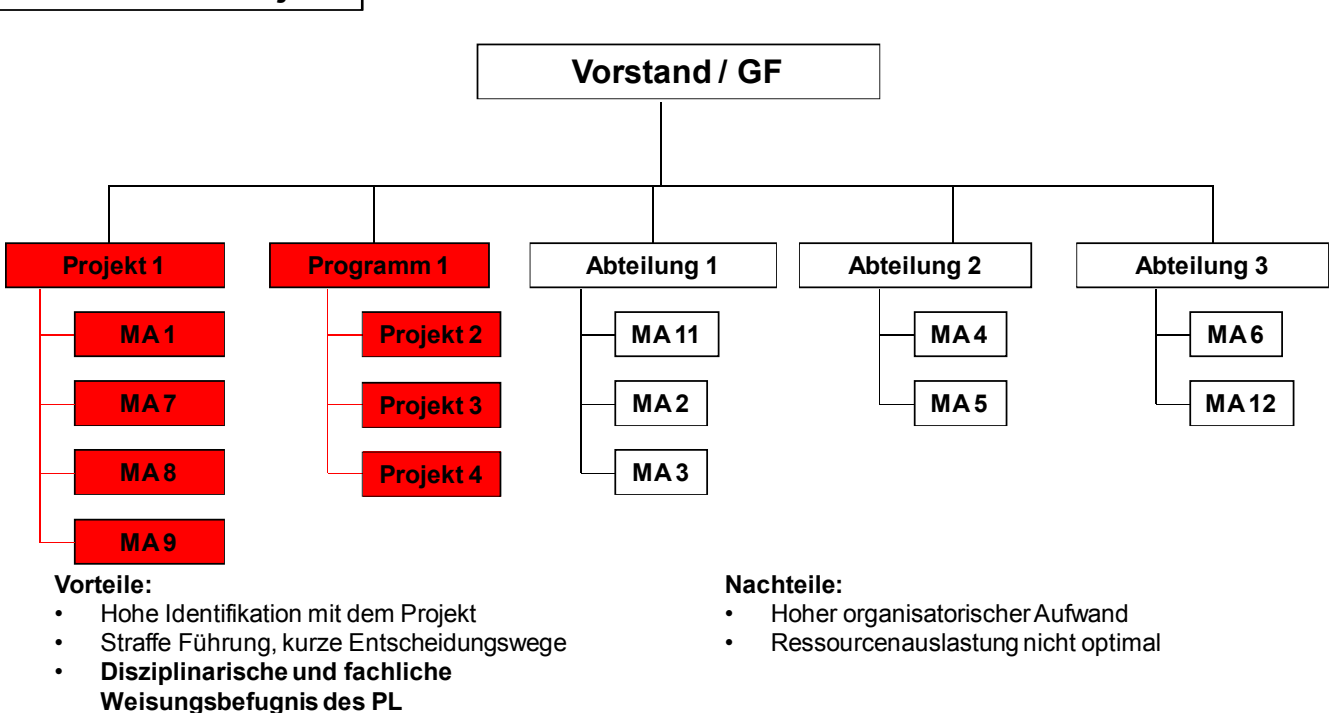 Vorstand / GF
Projekt 1
Programm 1
Abteilung 1
Abteilung 2
Abteilung 3
MA 1
Projekt 2
MA 11
MA 4
MA 6
MA 7
Projekt 3
MA 2
MA 5
MA 12
MA 8
Projekt 4
MA 3
MA 9
Vorteile:
• Hohe Identifikation mit dem Projekt
• Straffe Führung, kurze Entscheidungswege
• Disziplinarische und fachliche
Weisungsbefugnis des PL
Nachteile:
• Hoher organisatorischer Aufwand
• Ressourcenauslastung nicht optimal